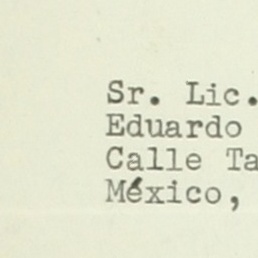 Sr. Lic.
Eduardo
Calle Ta
México,